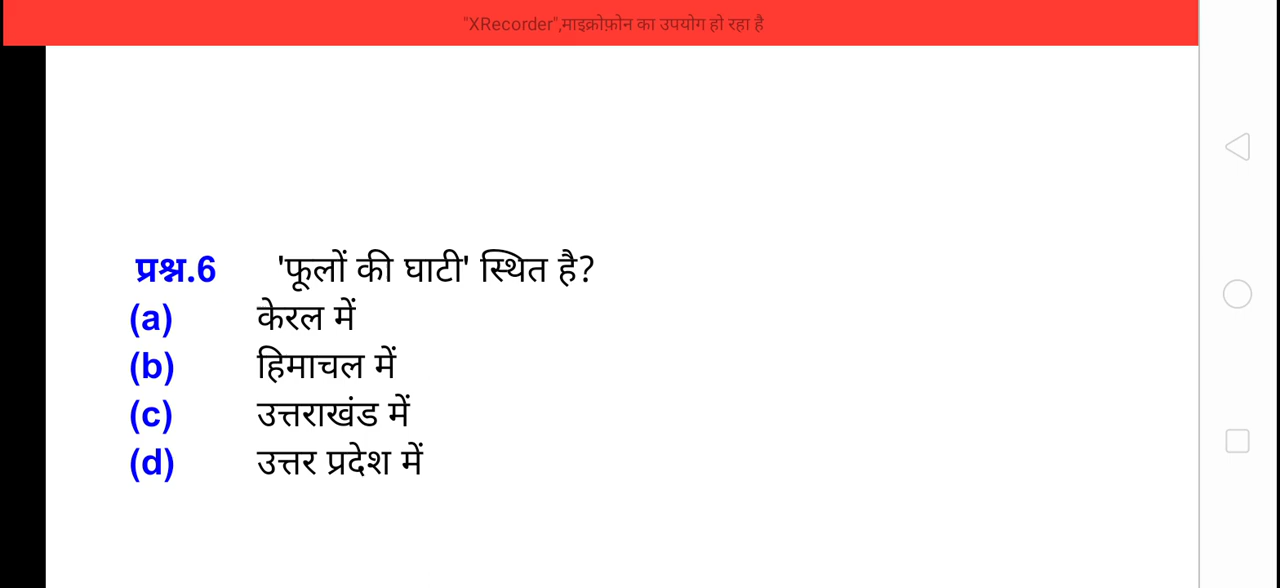 "XRecorder",माइक्रोफ़ोन का उपयोग हो रहा है
प्रश्न.6 'फूलों की घाटी' स्थित है?
(a) केरल में
(b) हिमाचल में
(c) उत्तराखंड में
(d) उत्तर प्रदेश में